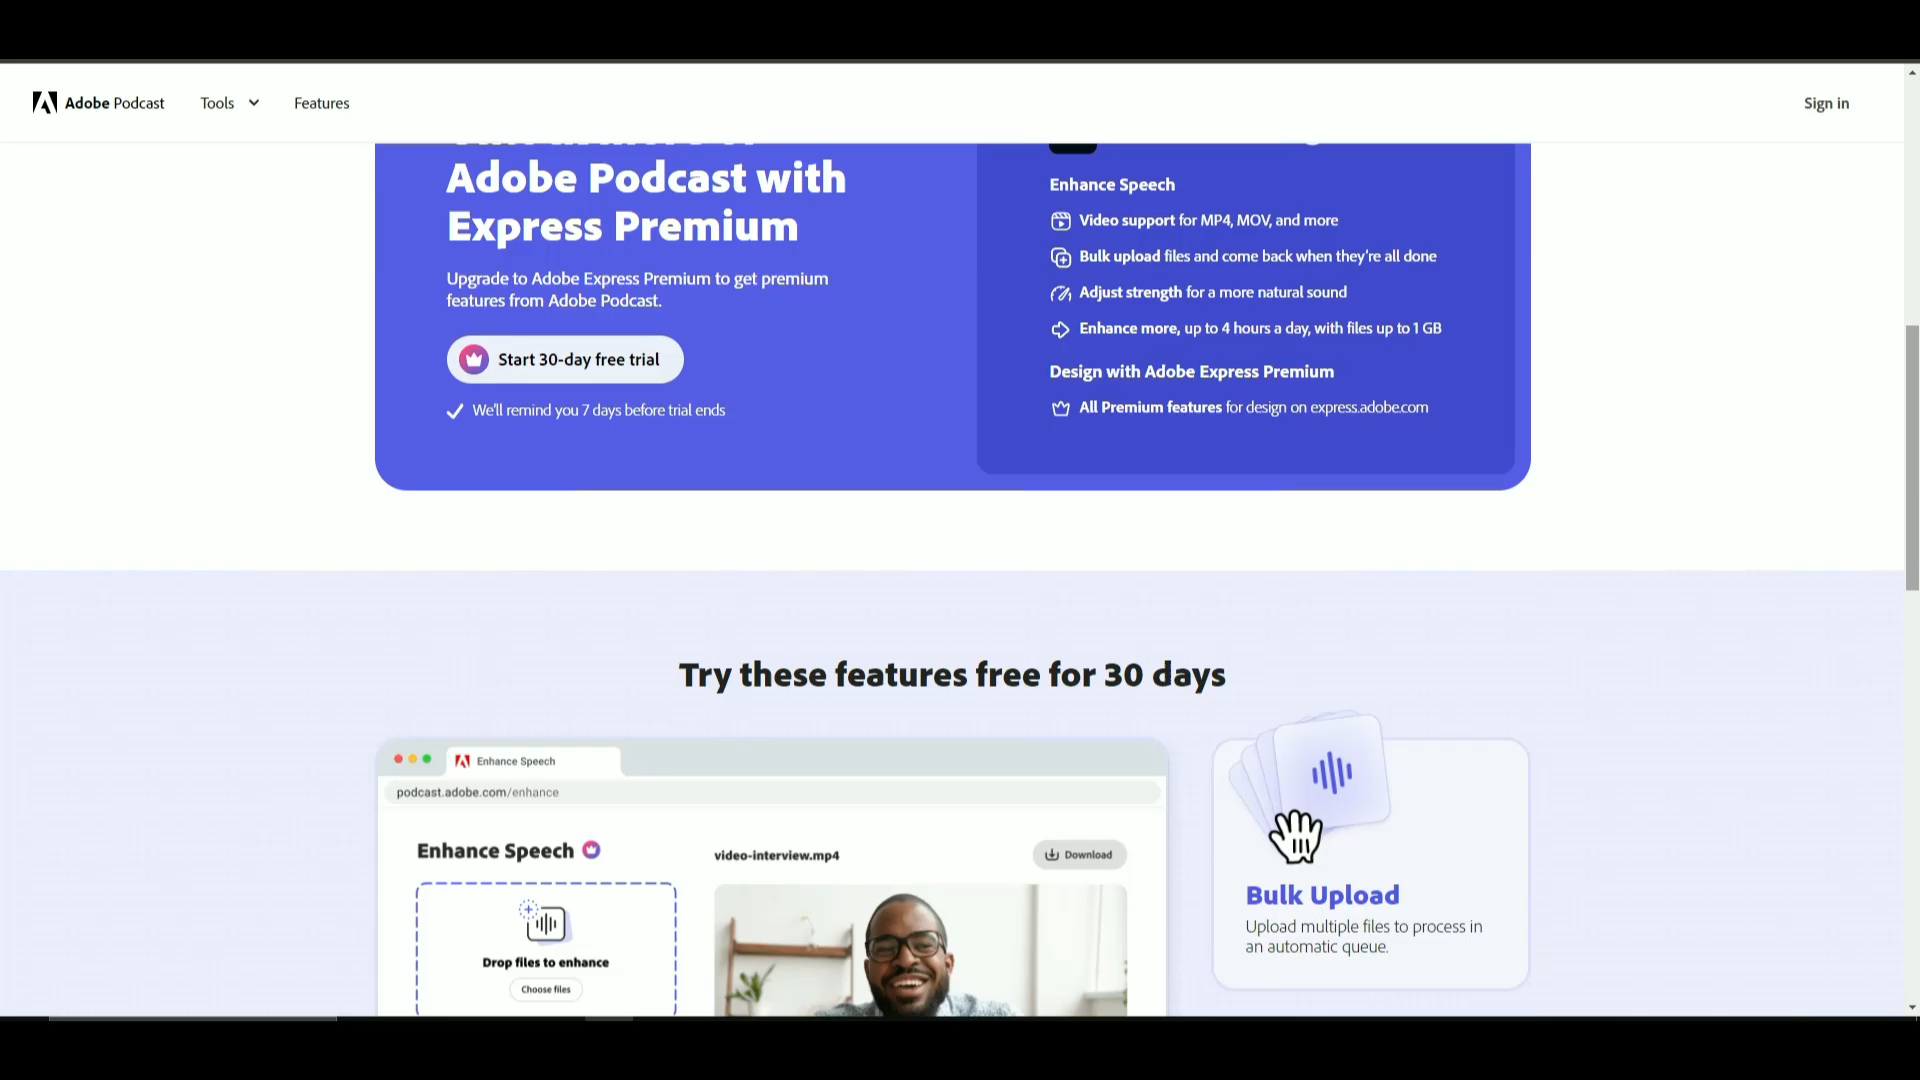 Adobe Podcast
Tools
Features
Sign in
Adobe Podcast with
Express Premium
Upgrade to Adobe Express Premium to get premium
features from Adobe Podcast.
Start 30-day free trial
We'll remind you 7 days before trial ends
Enhance Speech
Video support for MP4, MOV, and more
Bulk upload files and come back when they're all done
Adjust strength for a more natural sound
Enhance more, up to 4 hours a day, with files up to 1 GB
Design with Adobe Express Premium
All Premium features for design on express.adobe.com
Try these features free for 30 days
Enhance Speech
podcast.adobe.com/enhance
Enhance Speech
video-interview.mp4
Download
Drop files to enhance
Choose files
Bulk Upload
Upload multiple files to process in
an automatic queue.